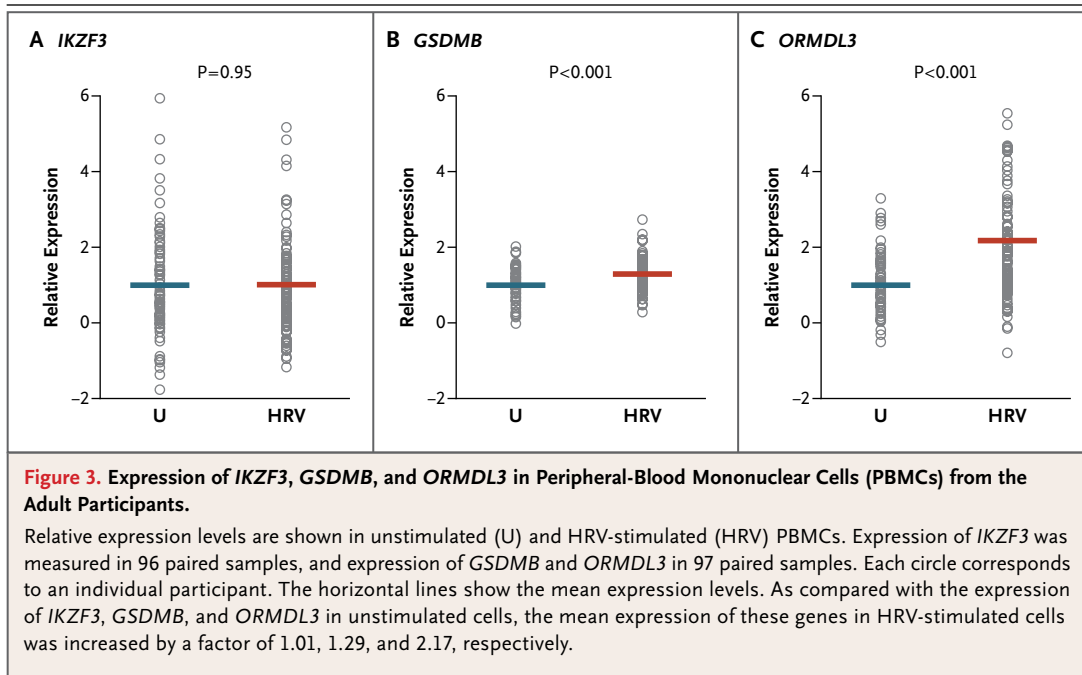 A IKZF3
P=0.95
Relative Expression
6
4
2
0
−2
U HRV
B GSDMB
P<0.001
Relative Expression
6
4
2
0
−2
U HRV
C ORMDL3
P<0.001
Relative Expression
6
4
2
0
−2
U HRV
Figure 3. Expression of IKZF3, GSDMB, and ORMDL3 in Peripheral-Blood Mononuclear Cells (PBMCs) from the
Adult Participants.
Relative expression levels are shown in unstimulated (U) and HRV-stimulated (HRV) PBMCs. Expression of IKZF3 was
measured in 96 paired samples, and expression of GSDMB and ORMDL3 in 97 paired samples. Each circle corresponds
to an individual participant. The horizontal lines show the mean expression levels. As compared with the expression
of IKZF3, GSDMB, and ORMDL3 in unstimulated cells, the mean expression of these genes in HRV-stimulated cells
was increased by a factor of 1.01, 1.29, and 2.17, respectively.